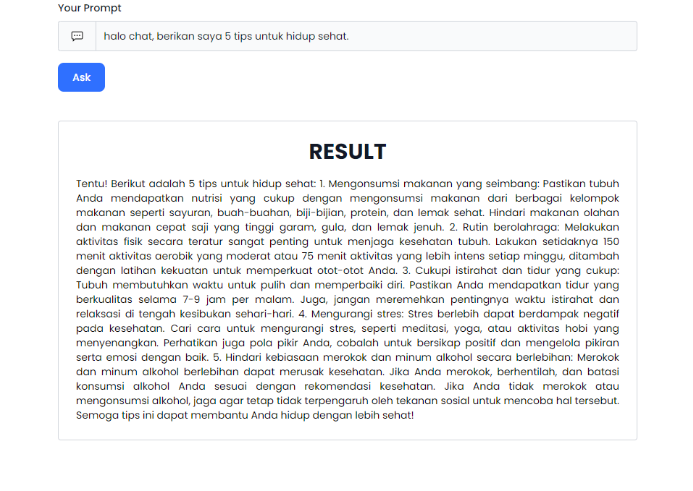 Your Prompt
halo chat, berikan saya 5 tips untuk hidup sehat.
Ask
RESULT
Tentu! Berikut adalah 5 tips untuk hidup sehat: 1. Mengonsumsi makanan yang seimbang: Pastikan tubuh
Anda mendapatkan nutrisi yang cukup dengan mengonsumsi makanan dari berbagai kelompok
makanan seperti sayuran, buah-buahan, biji-bijian, protein, dan lemak sehat. Hindari makanan olahan
dan makanan cepat saji yang tinggi garam, gula, dan lemak jenuh. 2. Rutin berolahraga: Melakukan
aktivitas fisik secara teratur sangat penting untuk menjaga kesehatan tubuh. Lakukan setidaknya 150
menit aktivitas aerobik yang moderat atau 75 menit aktivitas yang lebih intens setiap minggu, ditambah
dengan latihan kekuatan untuk memperkuat otot-otot Anda. 3. Cukupi istirahat dan tidur yang cukup:
Tubuh membutuhkan waktu untuk pulih dan memperbaiki diri. Pastikan Anda mendapatkan tidur yang
berkualitas selama 7-9 jam per malam. Juga, jangan meremehkan pentingnya waktu istirahat dan
relaksasi di tengah kesibukan sehari-hari. 4. Mengurangi stres: Stres berlebih dapat berdampak negatif
pada kesehatan. Cari cara untuk mengurangi stres, seperti meditasi, yoga, atau aktivitas hobi yang
menyenangkan. Perhatikan juga pola pikir Anda, cobalah untuk bersikap positif dan mengelola pikiran
serta emosi dengan baik. 5. Hindari kebiasaan merokok dan minum alkohol secara berlebihan: Merokok
dan minum alkohol berlebihan dapat merusak kesehatan. Jika Anda merokok, berhentilah, dan batasi
konsumsi alkohol Anda sesuai dengan rekomendasi kesehatan. Jika Anda tidak merokok atau
mengonsumsi alkohol, jaga agar tetap tidak terpengaruh oleh tekanan sosial untuk mencoba hal tersebut.
Semoga tips ini dapat membantu Anda hidup dengan lebih sehat!